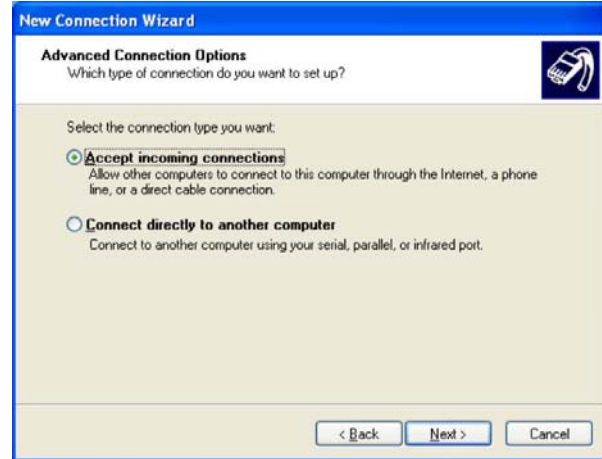 New Connection Wizard
Advanced Connection Options
Which type of connection do you want to set up?
Select the connection type you want:
Accept incoming connections
Allow other computers to connect to this computer through the Internet, a phone
line, or a direct cable connection.
Connect directly to another computer
Connect to another computer using your serial, parallel, or infrared port.
< Back Next > Cancel